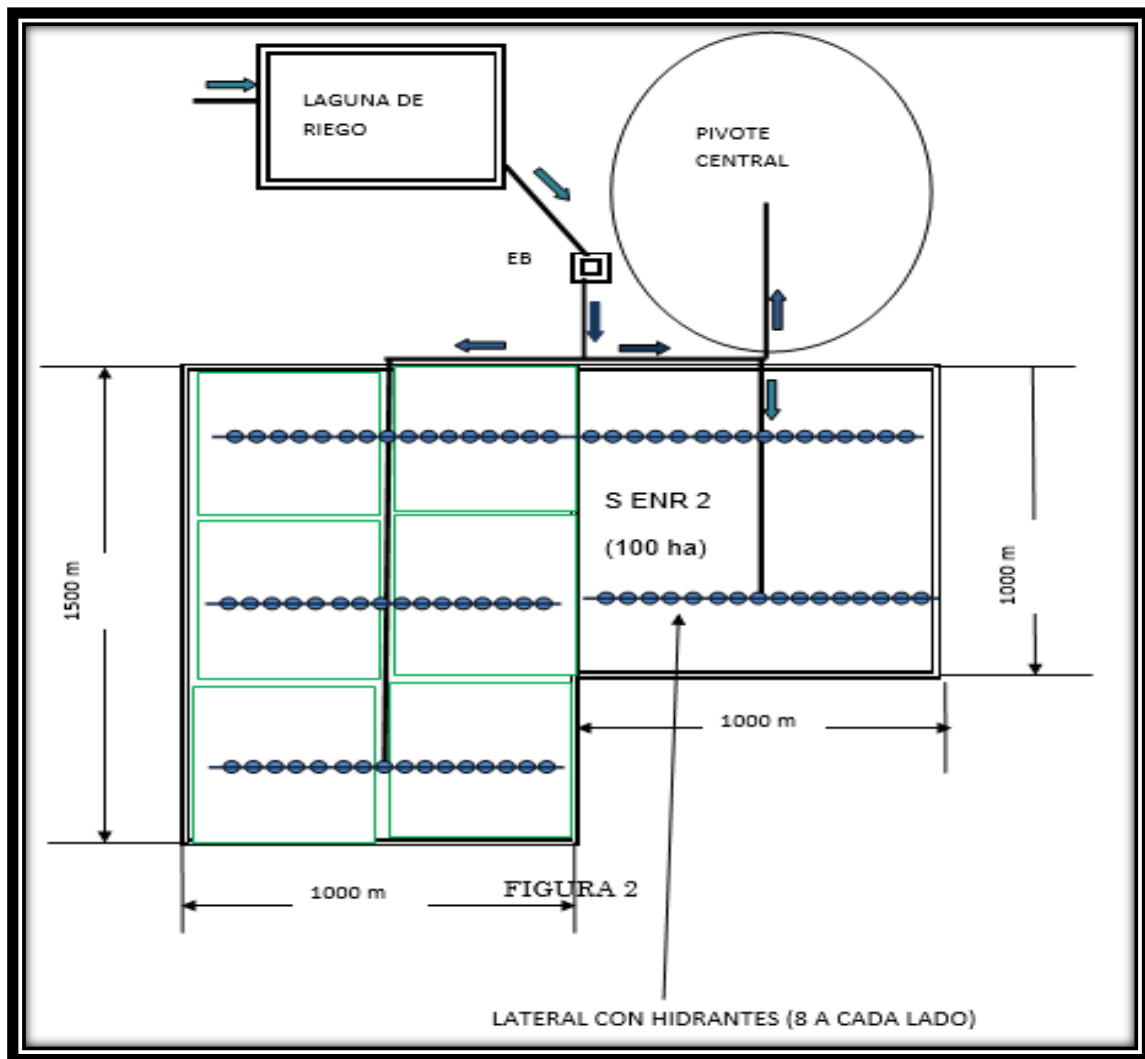 LAGUNA DE
RIEGO
PIVOTE
CENTRAL
EB
S ENR 2
(100 ha)
1500 m
1000 m
1000 m
1000 m
FIGURA 2
LATERAL CON HIDRANTES (8 A CADA LADO)